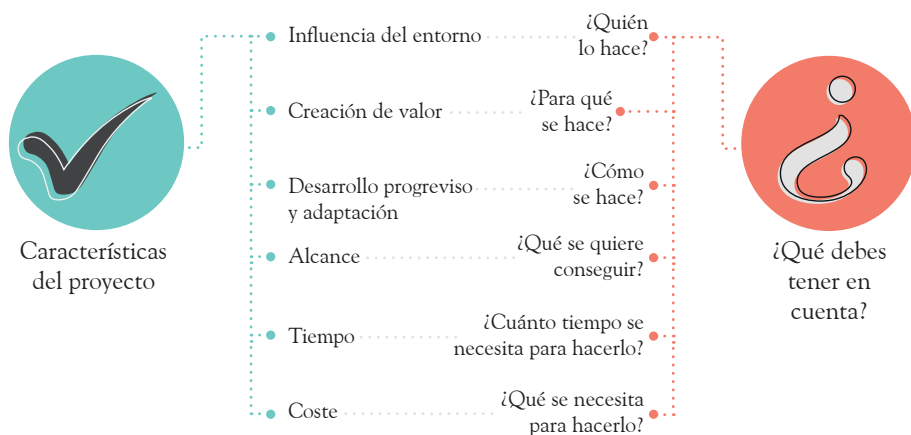 Influencia del entorno
¿Quién
lo hace?
Creación de valor
¿Para qué
se hace?
Desarrollo progreviso
y adaptación
¿Cómo
se hace?
Alcance
¿Qué se quiere
conseguir?
Tiempo
¿Cuánto tiempo se
necesita para hacerlo?
Coste
¿Qué se necesita
para hacerlo?
Características
del proyecto
¿
¿Qué debes
tener en
cuenta?